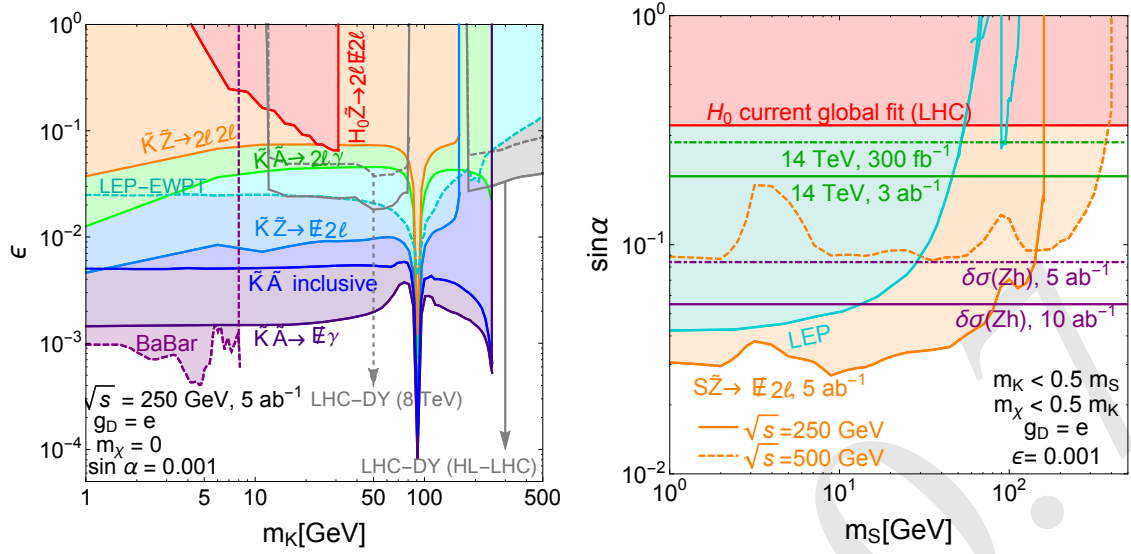 10⁰
10⁻¹
10⁻²
10⁻³
10⁻⁴
ϵ
K̃Z̃→2ℓ2ℓ
H₀Z̃→2ℓE̸2ℓ
K̃Ã→2ℓγ
LEP-EWPT
K̃Z̃→E̸2ℓ
K̃Ã inclusive
K̃Ã→E̸γ
BaBar
√s = 250 GeV, 5 ab⁻¹
LHC-DY (8 TeV)
g_D = e
m_χ = 0
LHC-DY (HL-LHC)
sin α = 0.001
1 5 10 50 100 500
m_K[GeV]
10⁰
10⁻¹
10⁻²
sinα
H₀ current global fit (LHC)
14 TeV, 300 fb⁻¹
14 TeV, 3 ab⁻¹
δσ(Zh), 5 ab⁻¹
δσ(Zh), 10 ab⁻¹
LEP
SZ̃→ E̸2ℓ, 5 ab⁻¹
√s=250 GeV
√s=500 GeV
m_K < 0.5 m_S
m_χ < 0.5 m_K
g_D = e
ϵ= 0.001
10⁰ 10¹ 10²
m_S[GeV]